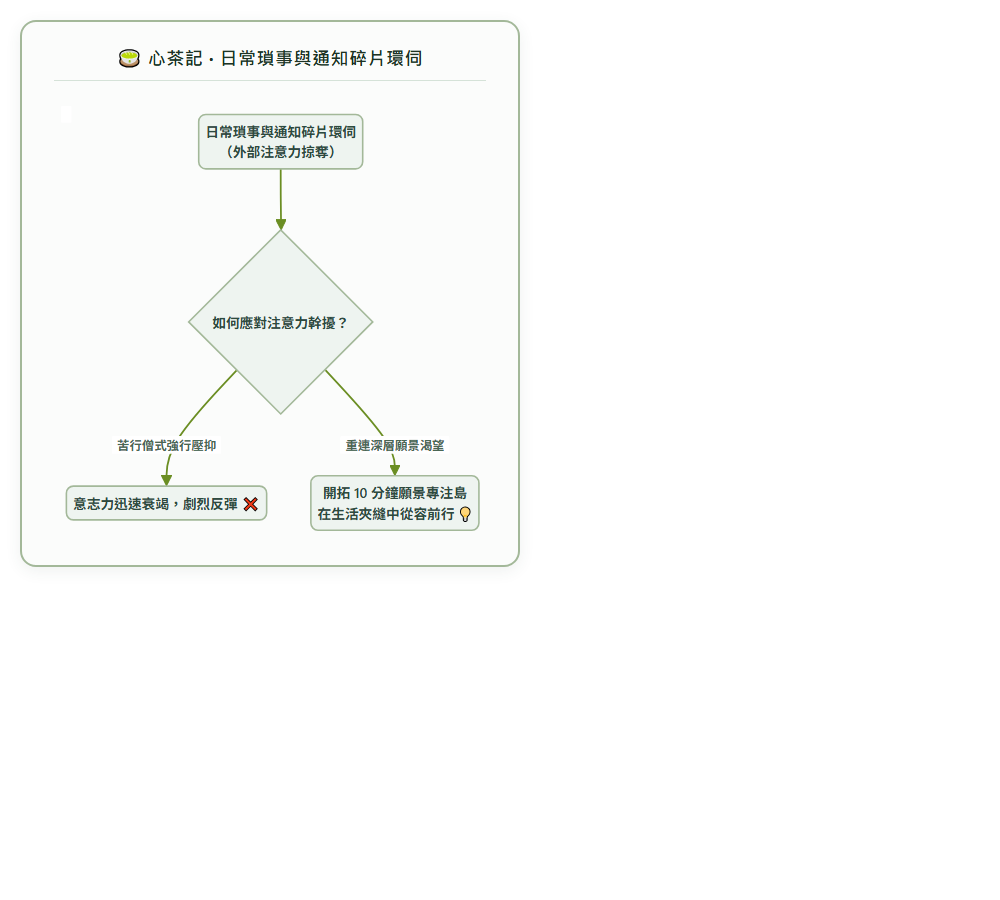 🍵 心茶記 · 日常瑣事與通知碎片環伺
日常瑣事與通知碎片環伺
（外部注意力掠奪）
如何應對注意力幹擾？
苦行僧式強行壓抑
重連深層願景渴望
意志力迅速衰竭，劇烈反彈 ❌
開拓 10 分鐘願景專注島
在生活夾縫中從容前行 💡